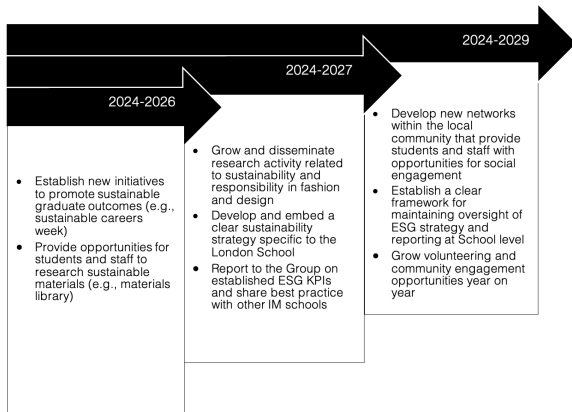 2024-2026
• Establish new initiatives
to promote sustainable
graduate outcomes (e.g.,
sustainable careers
week)
• Provide opportunities for
students and staff to
research sustainable
materials (e.g., materials
library)
2024-2027
• Grow and disseminate
research activity related
to sustainability and
responsibility in fashion
and design
• Develop and embed a
clear sustainability
strategy specific to the
London School
• Report to the Group on
established ESG KPIs
and share best practice
with other IM schools
2024-2029
• Develop new networks
within the local
community that provide
students and staff with
opportunities for social
engagement
• Establish a clear
framework for
maintaining oversight of
ESG strategy and
reporting at School level
• Grow volunteering and
community engagement
opportunities year on
year